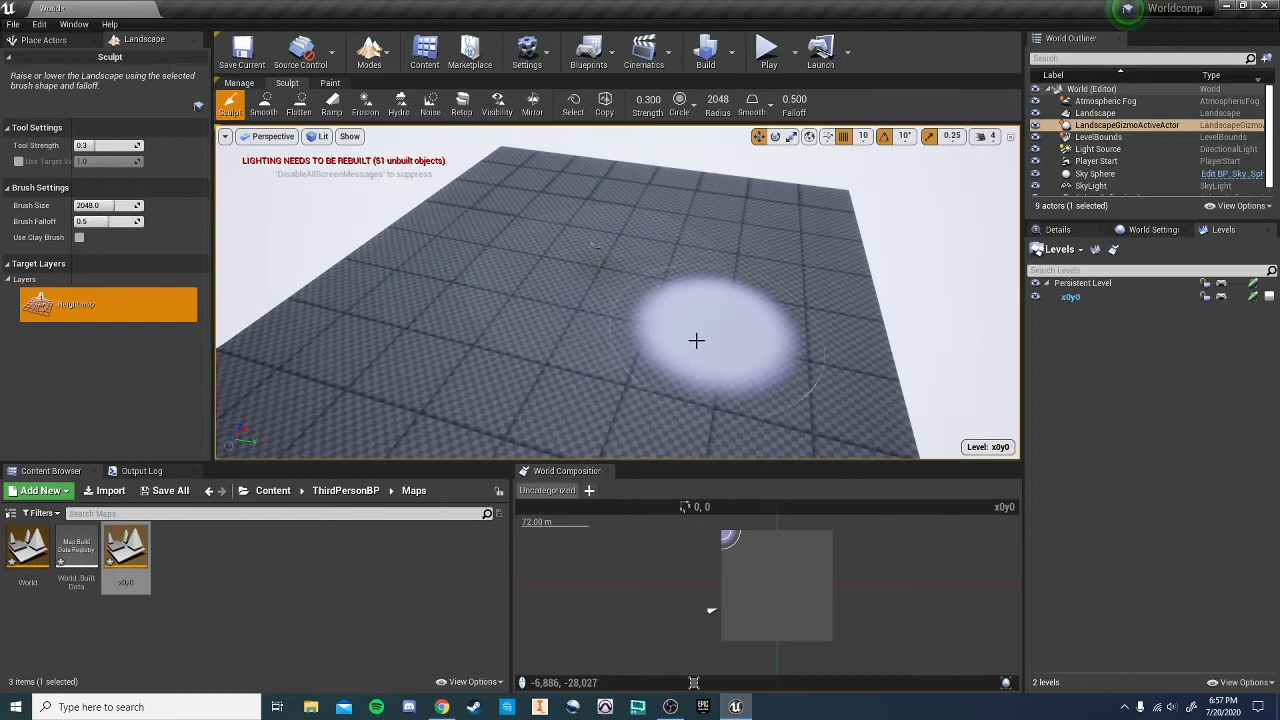 World*
Worldcomp
File Edit Window Help
Place Actors
Landscape
Sculpt
Raise or lower the Landscape using the selected
brush shape and falloff.
Tool Settings
Tool Strength 0.3
Use Target Va 1.0
Brush Settings
Brush Size 2048.0
Brush Falloff 0.5
Use Clay Brush
Target Layers
Layers
Heightmap
Save Current
Source Control
Modes
Content
Marketplace
Settings
Blueprints
Cinematics
Build
Play
Launch
Manage Sculpt Paint
Sculpt Smooth Flatten Ramp Erosion Hydro Noise Retop Visibility Mirror Select Copy
0.300
Strength
Circle
2048
Radius
Smooth
0.500
Falloff
Perspective Lit Show
10 10° 0.25 4
LIGHTING NEEDS TO BE REBUILT (51 unbuilt objects)
'DisableAllScreenMessages' to suppress
Level: x0y0
World Outliner
Search
Label Type
World (Editor) World
Atmospheric Fog AtmosphericFog
Landscape Landscape
LandscapeGizmoActiveActor LandscapeGizmo
LevelBounds LevelBounds
Light Source DirectionalLight
Player Start PlayerStart
Sky Sphere Edit BP_Sky_Sph
SkyLight SkyLight
9 actors (1 selected) View Options
Details World Settings Levels
Levels
Search Levels
Persistent Level
x0y0
2 levels View Options
Content Browser Output Log
Add New Import Save All Content ThirdPersonBP Maps
Filters Search Maps
World
Map Build
Data Registry
World_Built
Data
x0y0
3 items (1 selected) View Options
World Composition
Uncategorized
0, 0 x0y0
72.00 m
-6,886, -28,027
Type here to search
6:57 PM
7/20/2020